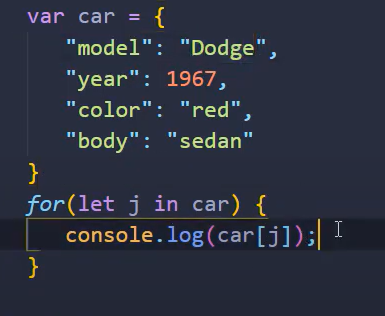 var car = {
"model": "Dodge",
"year": 1967,
"color": "red",
"body": "sedan"
}
for(let j in car) {
console.log(car[j]);
}